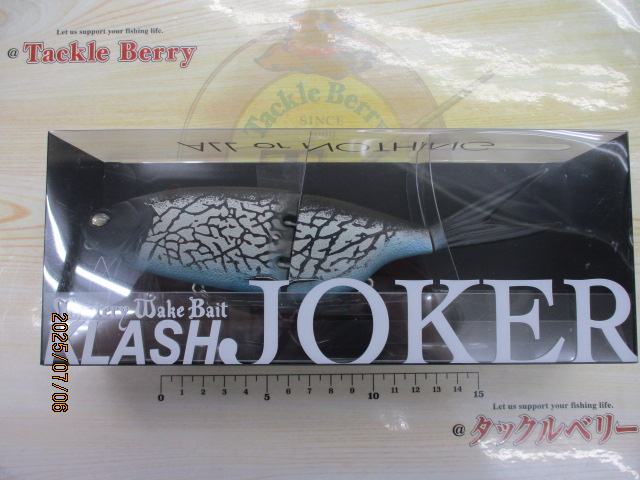 Let us support your fishing life.
@ Tackle Berry
Tackle Berry
SINCE
ALL or NOTHING
Wake Bait
KLASH JOKER
2025/07/06
0 1 2 3 4 5 6 7 8 9 10 11 12 13 14 15
Let us support your fishing life.
@ タックルベリー